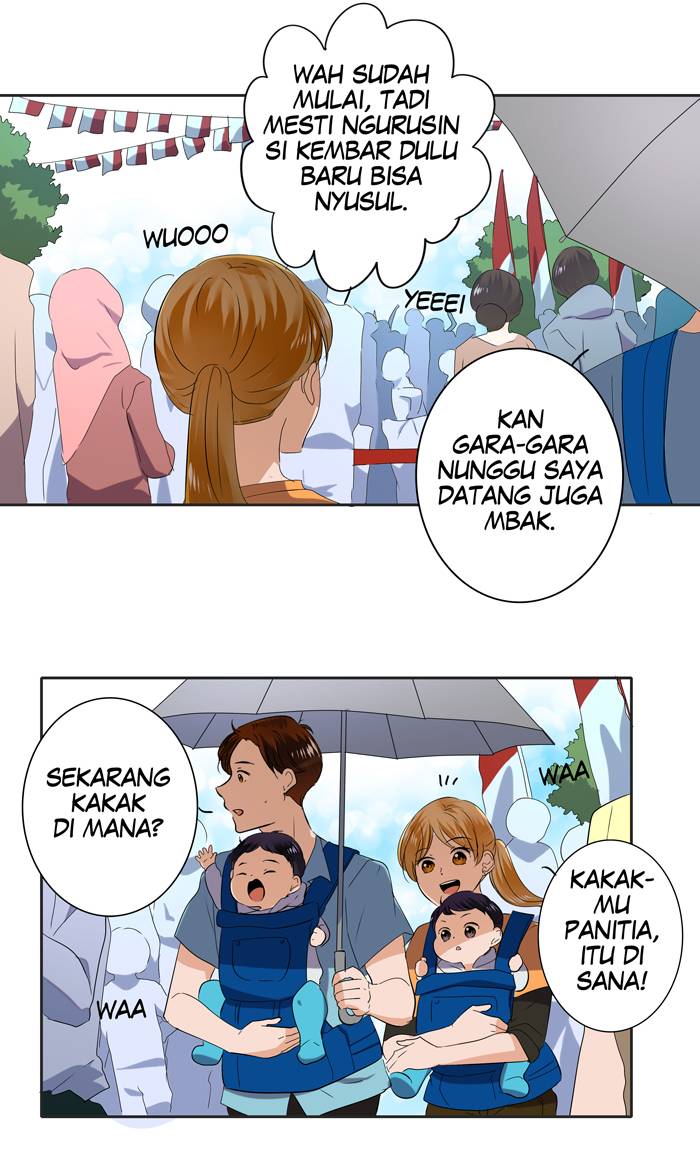 WAH SUDAH
MULAI, TADI
MESTI NGURUSIN
SI KEMBAR DULU
BARU BISA
NYUSUL.
WUOOO
YEEEI
KAN
GARA-GARA
NUNGGU SAYA
DATANG JUGA
MBAK.
SEKARANG
KAKAK
DI MANA?
WAA
KAKAK-
MU
PANITIA,
ITU DI
SANA!
WAA